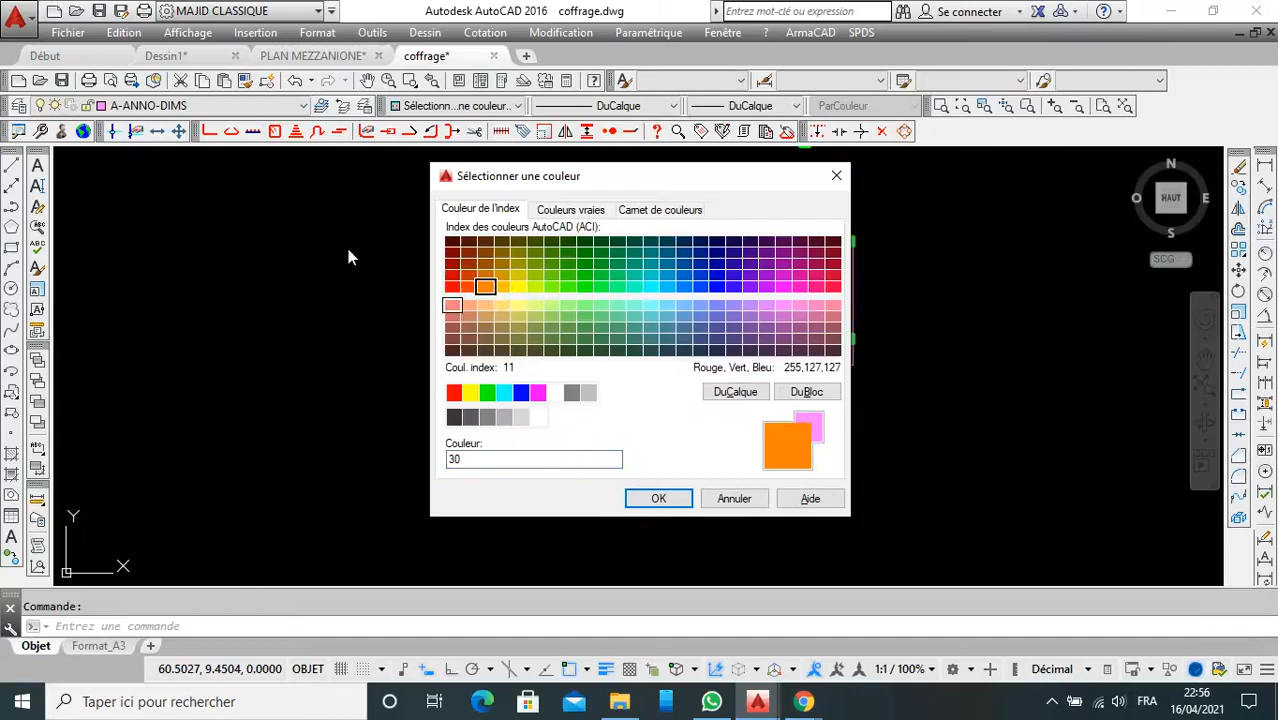 MAJID CLASSIQUE
Autodesk AutoCAD 2016 coffrage.dwg
Entrez mot-clé ou expression
Se connecter
Fichier Edition Affichage Insertion Format Outils Dessin Cotation Modification Paramétrique Fenêtre ? ArmaCAD SPDS
Début Dessin1* PLAN MEZZANIONE* coffrage*
A-ANNO-DIMS
Sélectionn...ne couleur..
DuCalque
DuCalque
ParCouleur
Sélectionner une couleur
Couleur de l'index Couleurs vraies Carnet de couleurs
Index des couleurs AutoCAD (ACI):
Coul. index: 11 Rouge, Vert, Bleu: 255,127,127
DuCalque DuBloc
Couleur:
30
OK Annuler Aide
N
O HAUT E
S
SCG
Y
X
Commande:
Entrez une commande
Objet Format_A3
60.5027, 9.4504, 0.0000 OBJET 1:1 / 100% Décimal
Taper ici pour rechercher
FRA
22:56
16/04/2021